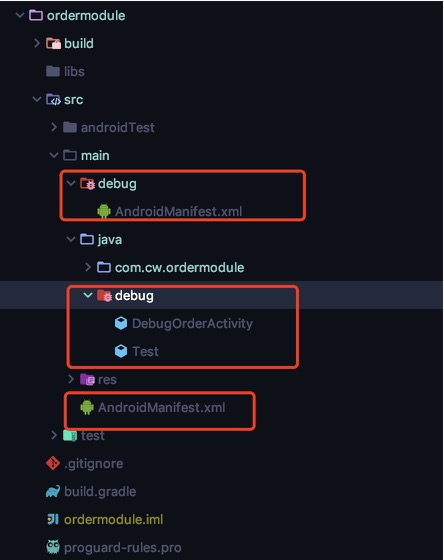 ordermodule
build
libs
src
androidTest
main
debug
AndroidManifest.xml
java
com.cw.ordermodule
debug
DebugOrderActivity
Test
res
AndroidManifest.xml
test
.gitignore
build.gradle
ordermodule.iml
proguard-rules.pro